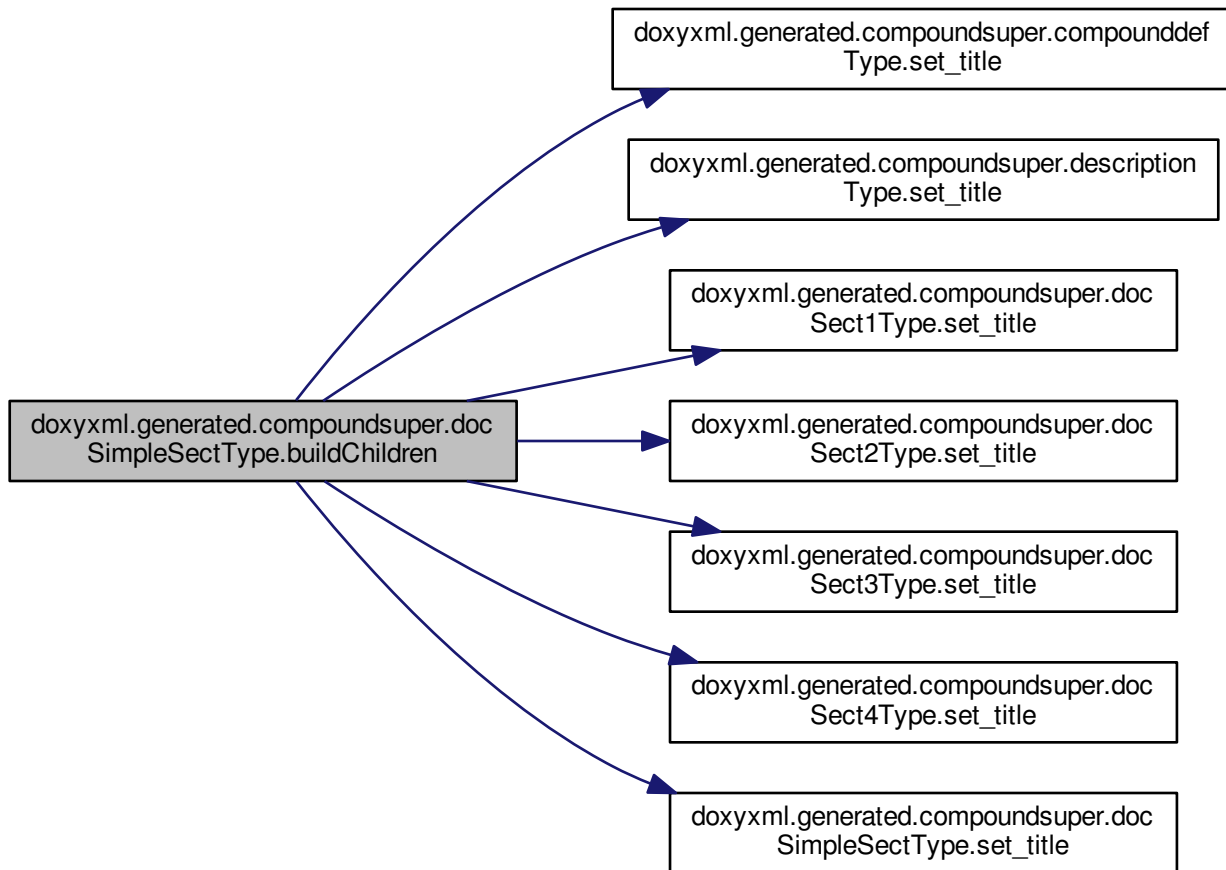 doxyxml.generated.compoundsuper.compounddef
Type.set_title
doxyxml.generated.compoundsuper.description
Type.set_title
doxyxml.generated.compoundsuper.doc
Sect1Type.set_title
doxyxml.generated.compoundsuper.doc
SimpleSectType.buildChildren
doxyxml.generated.compoundsuper.doc
Sect2Type.set_title
doxyxml.generated.compoundsuper.doc
Sect3Type.set_title
doxyxml.generated.compoundsuper.doc
Sect4Type.set_title
doxyxml.generated.compoundsuper.doc
SimpleSectType.set_title